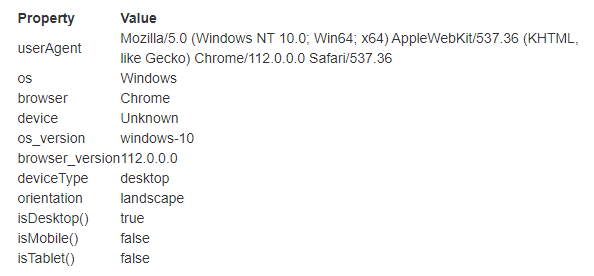 Property Value
userAgent Mozilla/5.0 (Windows NT 10.0; Win64; x64) AppleWebKit/537.36 (KHTML,
like Gecko) Chrome/112.0.0.0 Safari/537.36
os Windows
browser Chrome
device Unknown
os_version windows-10
browser_version 112.0.0.0
deviceType desktop
orientation landscape
isDesktop() true
isMobile() false
isTablet() false